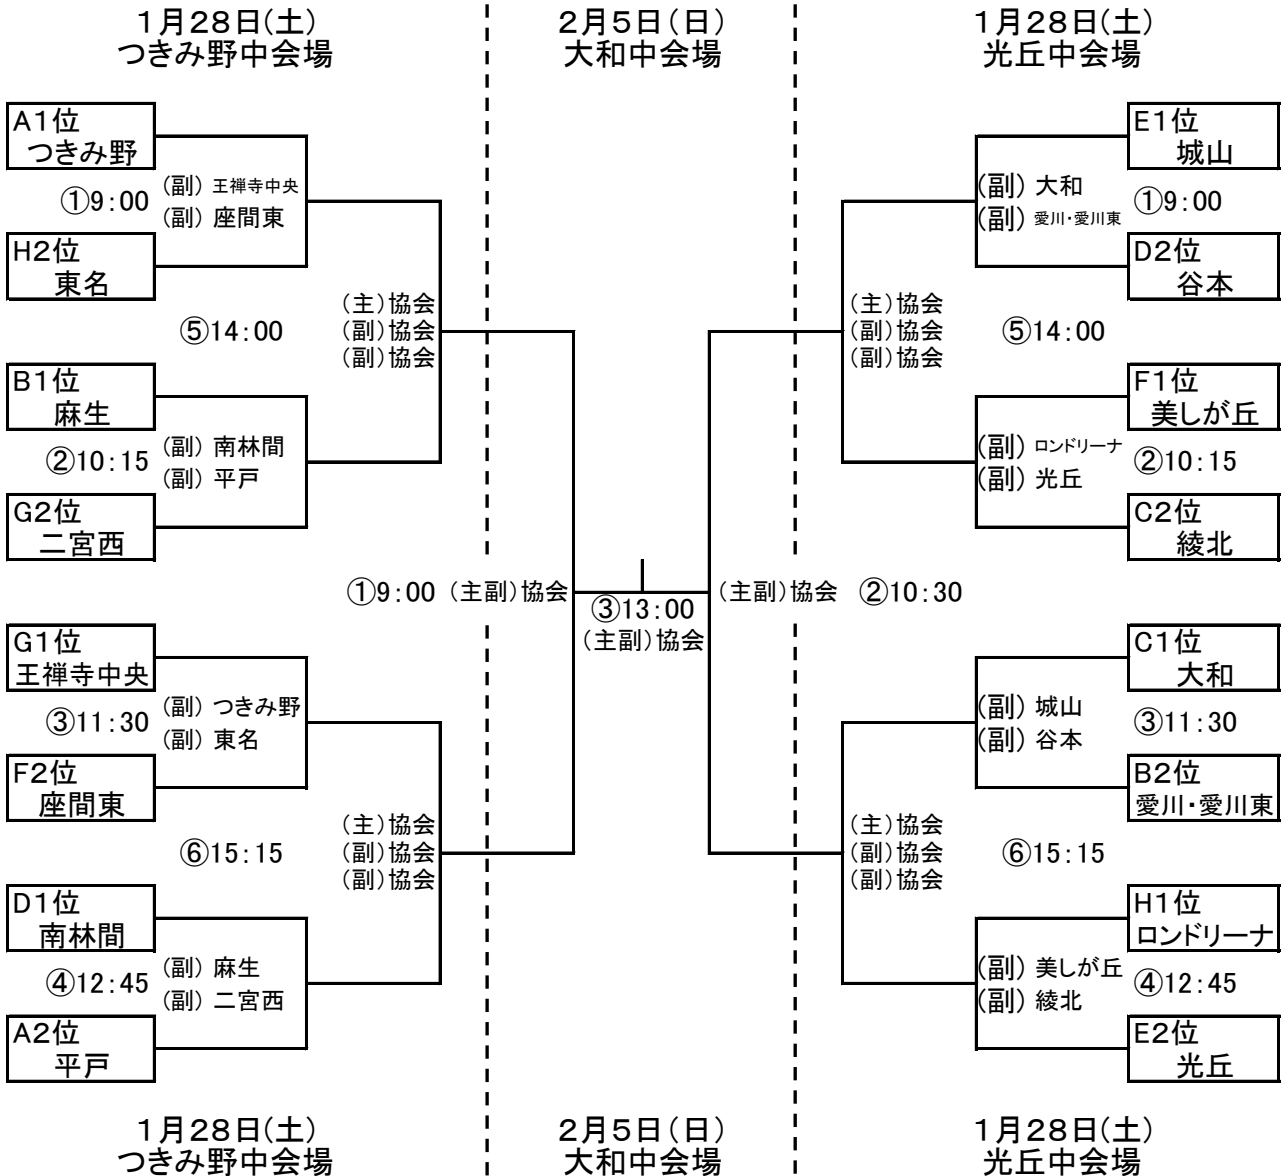 1月28日(土)
つきみ野中会場
2月5日(日)
大和中会場
1月28日(土)
光丘中会場
A1位
つきみ野
①9:00
(副) 王禅寺中央
(副) 座間東
H2位
東名
⑤14:00
(主)協会
(副)協会
(副)協会
B1位
麻生
②10:15
(副) 南林間
(副) 平戸
G2位
二宮西
①9:00 (主副)協会
G1位
王禅寺中央
③11:30
(副) つきみ野
(副) 東名
F2位
座間東
⑥15:15
(主)協会
(副)協会
(副)協会
D1位
南林間
④12:45
(副) 麻生
(副) 二宮西
A2位
平戸
③13:00
(主副)協会
E1位
城山
(副) 大和
(副) 愛川・愛川東
①9:00
D2位
谷本
(主)協会
(副)協会
(副)協会
⑤14:00
F1位
美しが丘
(副) ロンドリーナ
(副) 光丘
②10:15
C2位
綾北
(主副)協会 ②10:30
C1位
大和
(副) 城山
(副) 谷本
③11:30
B2位
愛川・愛川東
(主)協会
(副)協会
(副)協会
⑥15:15
H1位
ロンドリーナ
(副) 美しが丘
(副) 綾北
④12:45
E2位
光丘
1月28日(土)
つきみ野中会場
2月5日(日)
大和中会場
1月28日(土)
光丘中会場